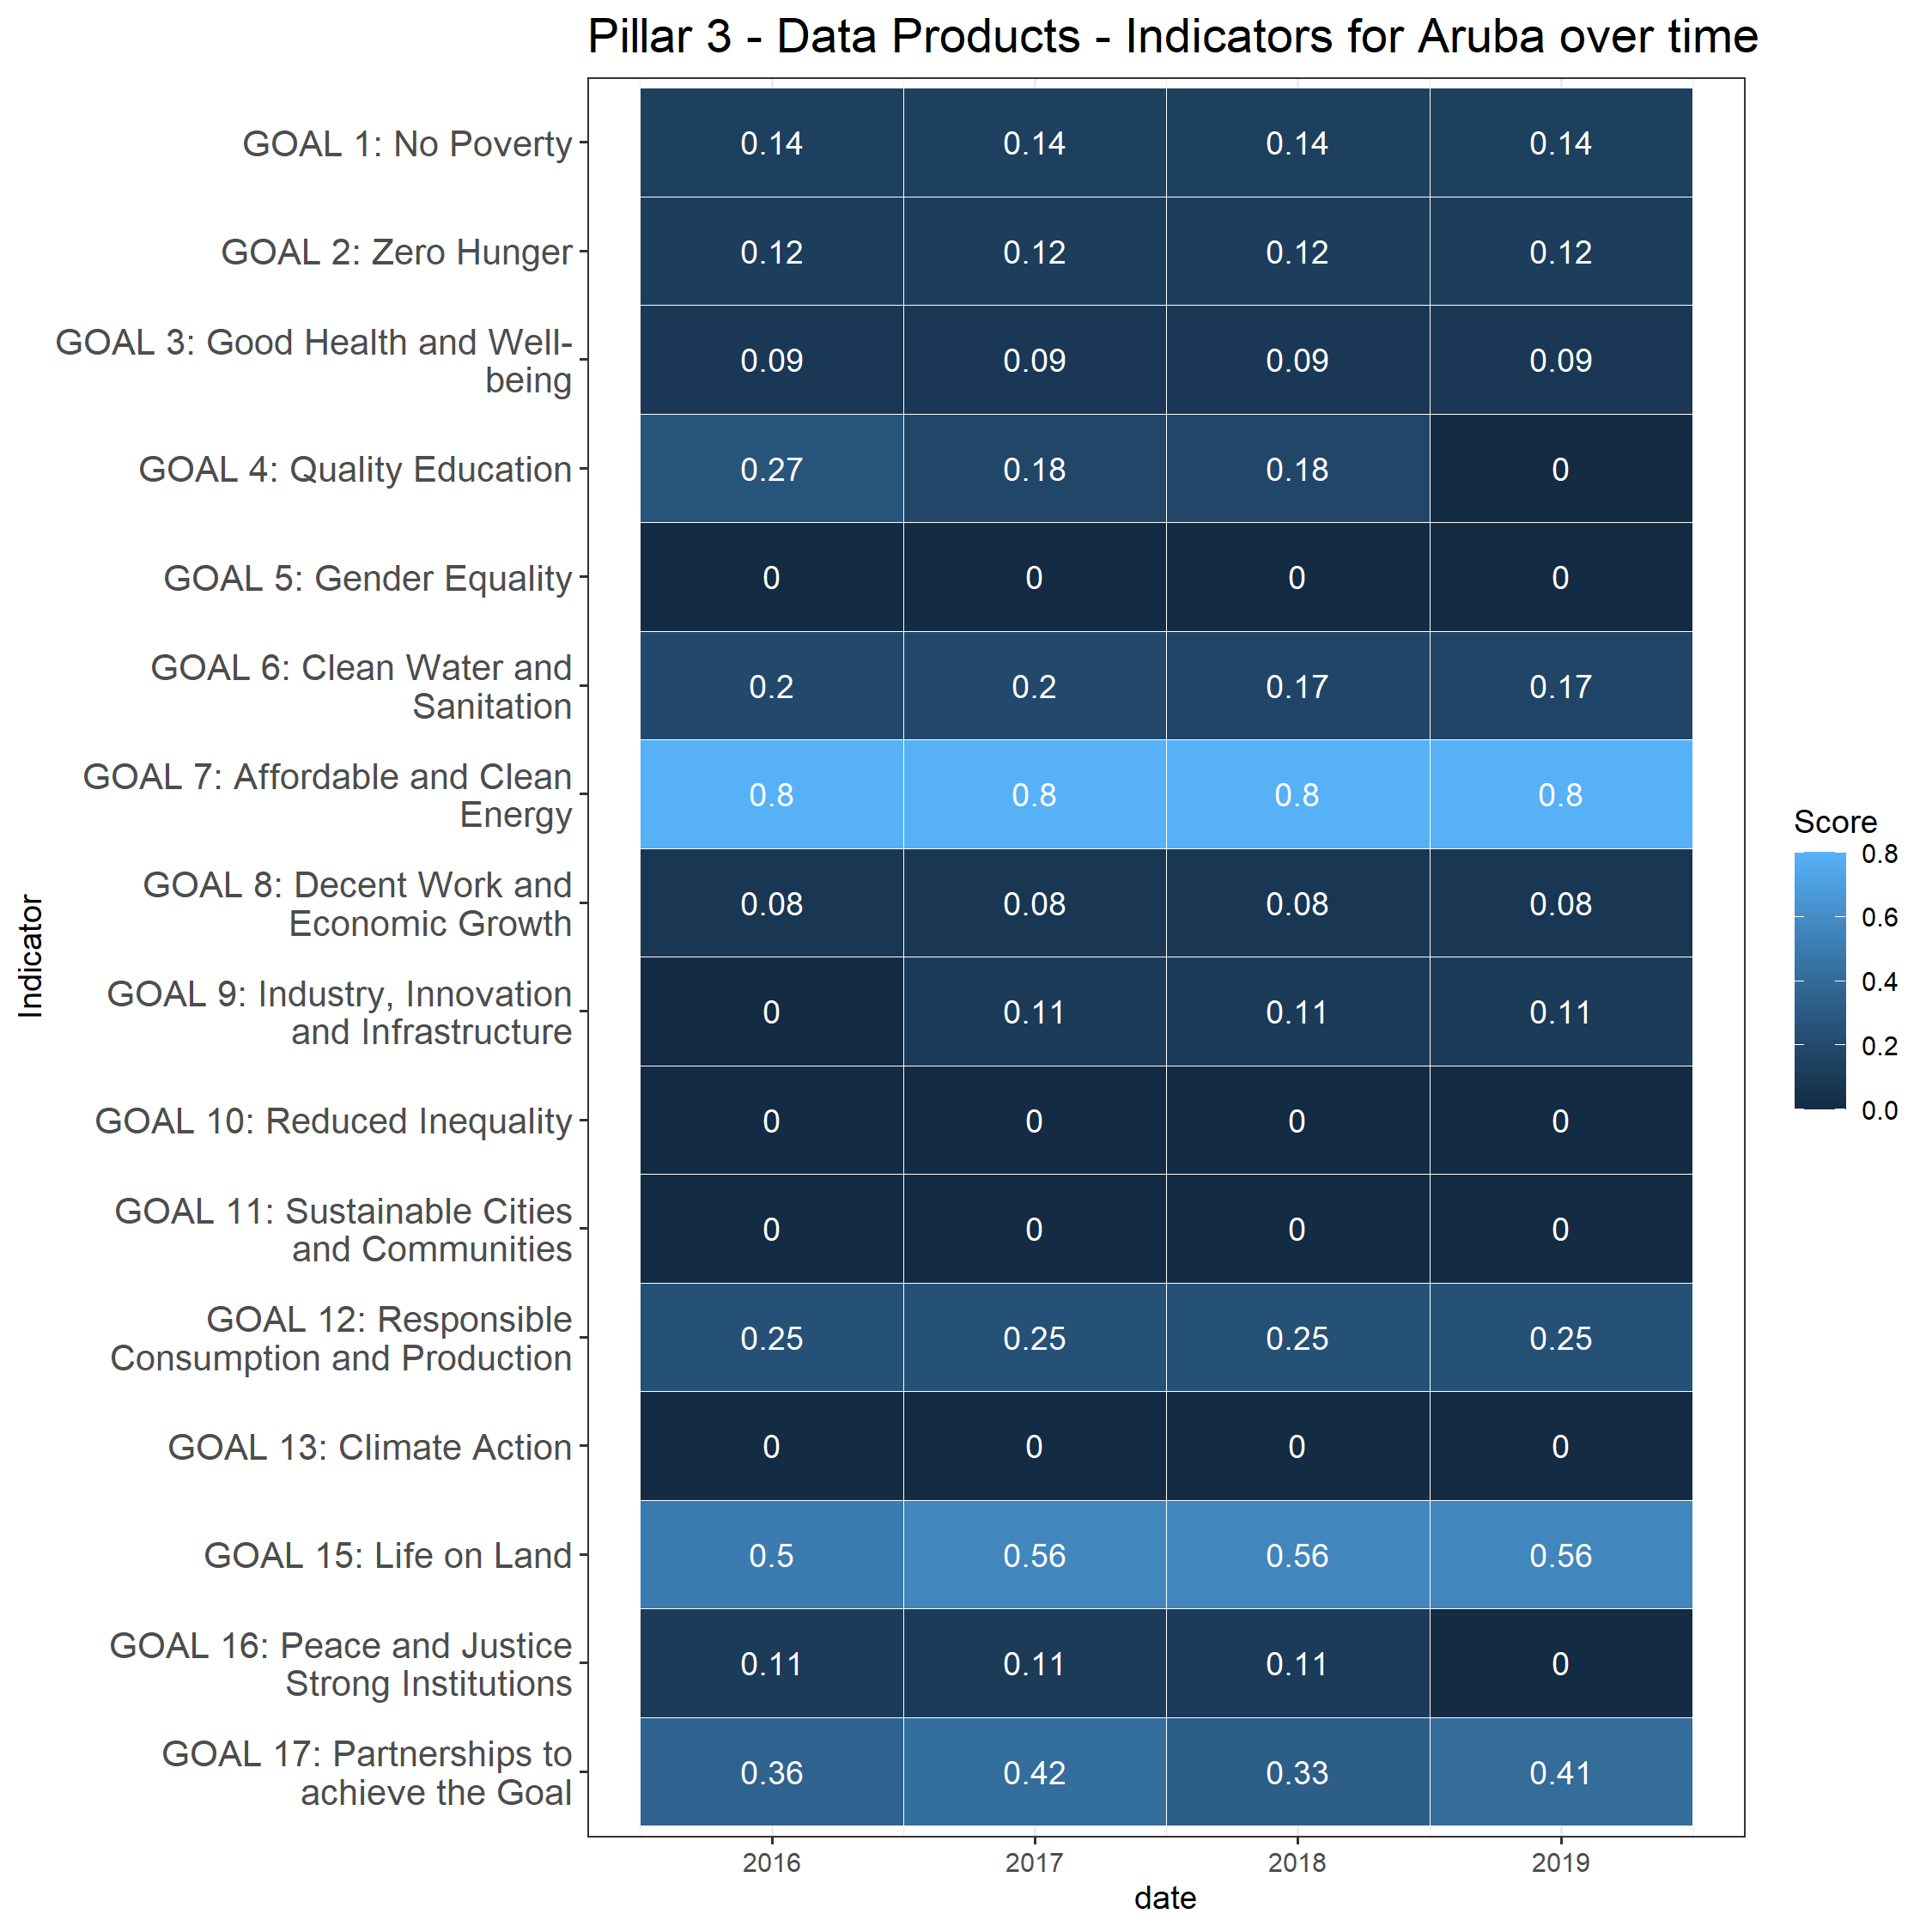 Pillar 3 - Data Products - Indicators for Aruba over time
GOAL 1: No Poverty
0.14 0.14 0.14 0.14
GOAL 2: Zero Hunger
0.12 0.12 0.12 0.12
GOAL 3: Good Health and Well-
being
0.09 0.09 0.09 0.09
GOAL 4: Quality Education
0.27 0.18 0.18 0
GOAL 5: Gender Equality
0 0 0 0
GOAL 6: Clean Water and
Sanitation
0.2 0.2 0.17 0.17
GOAL 7: Affordable and Clean
Energy
0.8 0.8 0.8 0.8
GOAL 8: Decent Work and
Economic Growth
0.08 0.08 0.08 0.08
GOAL 9: Industry, Innovation
and Infrastructure
0 0.11 0.11 0.11
GOAL 10: Reduced Inequality
0 0 0 0
GOAL 11: Sustainable Cities
and Communities
0 0 0 0
GOAL 12: Responsible
Consumption and Production
0.25 0.25 0.25 0.25
GOAL 13: Climate Action
0 0 0 0
GOAL 15: Life on Land
0.5 0.56 0.56 0.56
GOAL 16: Peace and Justice
Strong Institutions
0.11 0.11 0.11 0
GOAL 17: Partnerships to
achieve the Goal
0.36 0.42 0.33 0.41
2016 2017 2018 2019
date
Indicator
Score
0.8
0.6
0.4
0.2
0.0